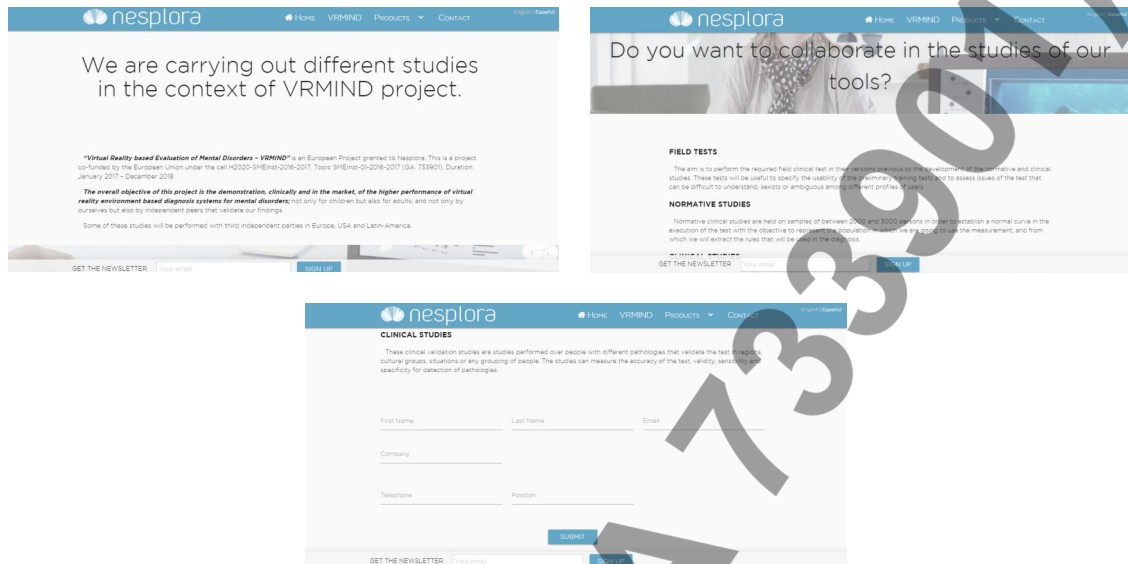 nesplora
Home VRMIND Products Contact
English | Español
We are carrying out different studies
in the context of VRMIND project.
"Virtual Reality based Evaluation of Mental Disorders – VRMIND" is an European Project granted to Nesplora. This is a project
co-funded by the European Union under the call H2020-SMEInst-2016-2017, Topic SMEInst-01-2016-2017 (GA: 733901). Duration:
January 2017 – December 2018
The overall objective of this project is the demonstration, clinically and in the market, of the higher performance of virtual
reality environment based diagnosis systems for mental disorders; not only for children but also for adults, and not only by
ourselves but also by independent peers that validate our findings.
Some of these studies will be performed with third independent parties in Europe, USA and Latin-America.
GET THE NEWSLETTER Your email SIGN UP
nesplora
Home VRMIND Products Contact
English | Español
Do you want to collaborate in the studies of our
tools?
FIELD TESTS
The aim is to perform the required field clinical test in their versions previous to the development of the normative and clinical
studies. These tests will be useful to specify the usability of the preliminary training tests and to assess issues of the test that
can be difficult to understand, sexists or ambiguous among different profiles of users.
NORMATIVE STUDIES
Normative clinical studies are held on samples of between 2000 and 3000 persons in order to establish a normal curve in the
execution of the test with the objective to represent the population in which we are going to use the measurement, and from
which we will extract the rules that will be used in the diagnosis.
CLINICAL STUDIES
GET THE NEWSLETTER Your email SIGN UP
nesplora
Home VRMIND Products Contact
English | Español
CLINICAL STUDIES
These clinical validation studies are studies performed over people with different pathologies that validate the test in regions,
cultural groups, situations or any grouping of people. The studies can measure the accuracy of the test, validity, sensibility and
specificity for detection of pathologies.
First Name Last Name Email
Company
Telephone Position
SUBMIT
GET THE NEWSLETTER Your email SIGN UP
733901